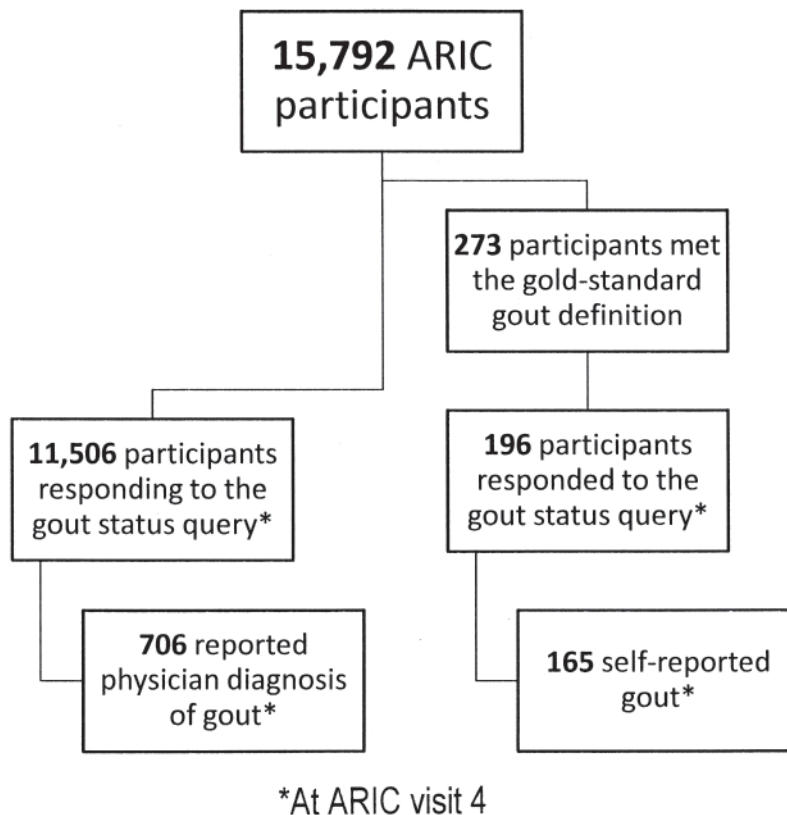 15,792 ARIC
participants
273 participants met
the gold-standard
gout definition
11,506 participants
responding to the
gout status query*
196 participants
responded to the
gout status query*
706 reported
physician diagnosis
of gout*
165 self-reported
gout*
*At ARIC visit 4